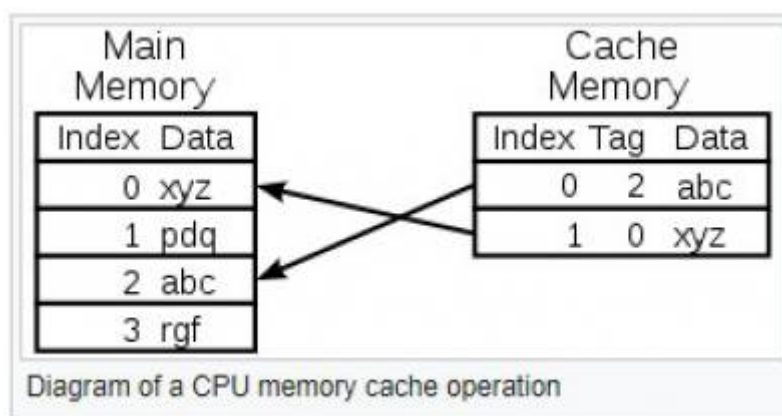 Main
Memory
Index Data
0 xyz
1 pdq
2 abc
3 rgf
Cache
Memory
Index Tag Data
0 2 abc
1 0 xyz
Diagram of a CPU memory cache operation